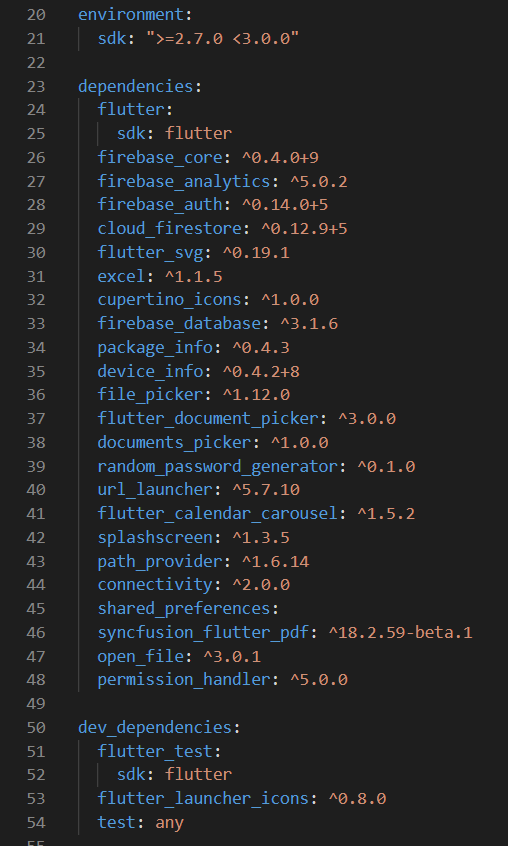 20 environment:
21 sdk: ">=2.7.0 <3.0.0"
22
23 dependencies:
24 flutter:
25 sdk: flutter
26 firebase_core: ^0.4.0+9
27 firebase_analytics: ^5.0.2
28 firebase_auth: ^0.14.0+5
29 cloud_firestore: ^0.12.9+5
30 flutter_svg: ^0.19.1
31 excel: ^1.1.5
32 cupertino_icons: ^1.0.0
33 firebase_database: ^3.1.6
34 package_info: ^0.4.3
35 device_info: ^0.4.2+8
36 file_picker: ^1.12.0
37 flutter_document_picker: ^3.0.0
38 documents_picker: ^1.0.0
39 random_password_generator: ^0.1.0
40 url_launcher: ^5.7.10
41 flutter_calendar_carousel: ^1.5.2
42 splashscreen: ^1.3.5
43 path_provider: ^1.6.14
44 connectivity: ^2.0.0
45 shared_preferences:
46 syncfusion_flutter_pdf: ^18.2.59-beta.1
47 open_file: ^3.0.1
48 permission_handler: ^5.0.0
49
50 dev_dependencies:
51 flutter_test:
52 sdk: flutter
53 flutter_launcher_icons: ^0.8.0
54 test: any
55